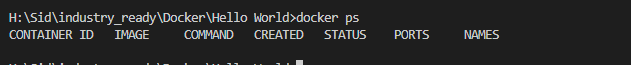 H:\Sid\industry_ready\Docker\Hello World>docker ps
CONTAINER ID   IMAGE     COMMAND   CREATED   STATUS    PORTS     NAMES